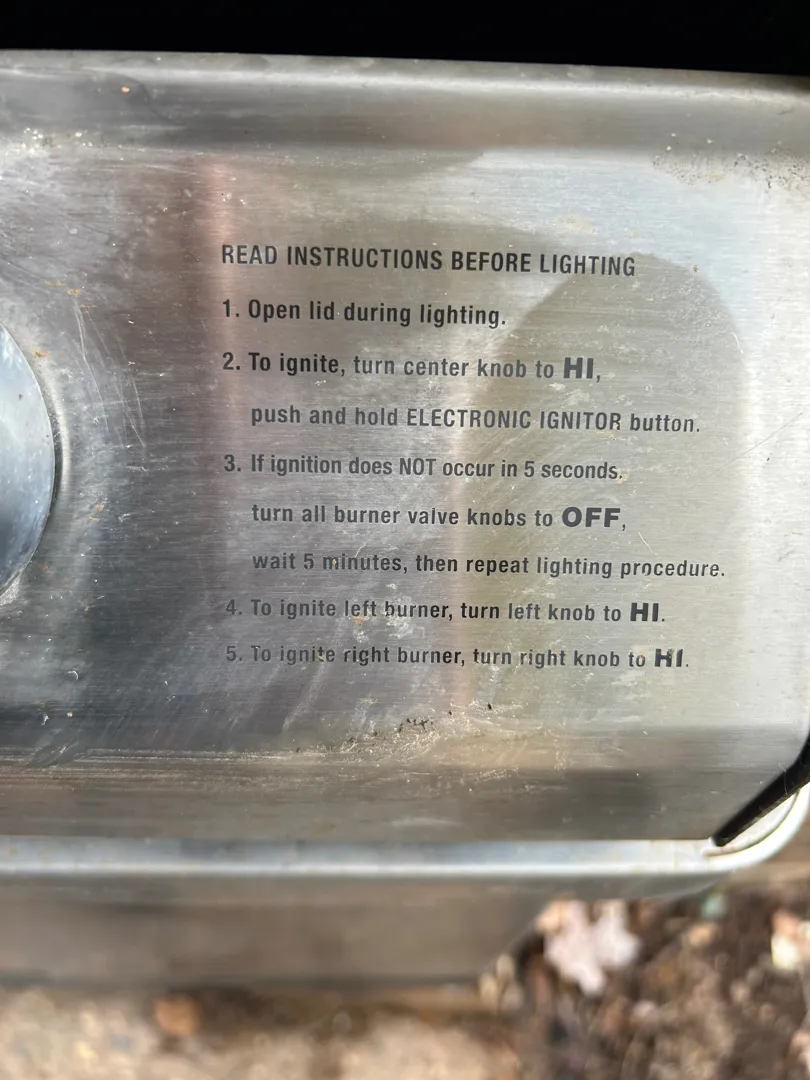 READ INSTRUCTIONS BEFORE LIGHTING
1. Open lid during lighting.
2. To ignite, turn center knob to HI,
push and hold ELECTRONIC IGNITOR button.
3. If ignition does NOT occur in 5 seconds,
turn all burner valve knobs to OFF,
wait 5 minutes, then repeat lighting procedure.
4. To ignite left burner, turn left knob to HI.
5. To ignite right burner, turn right knob to HI.